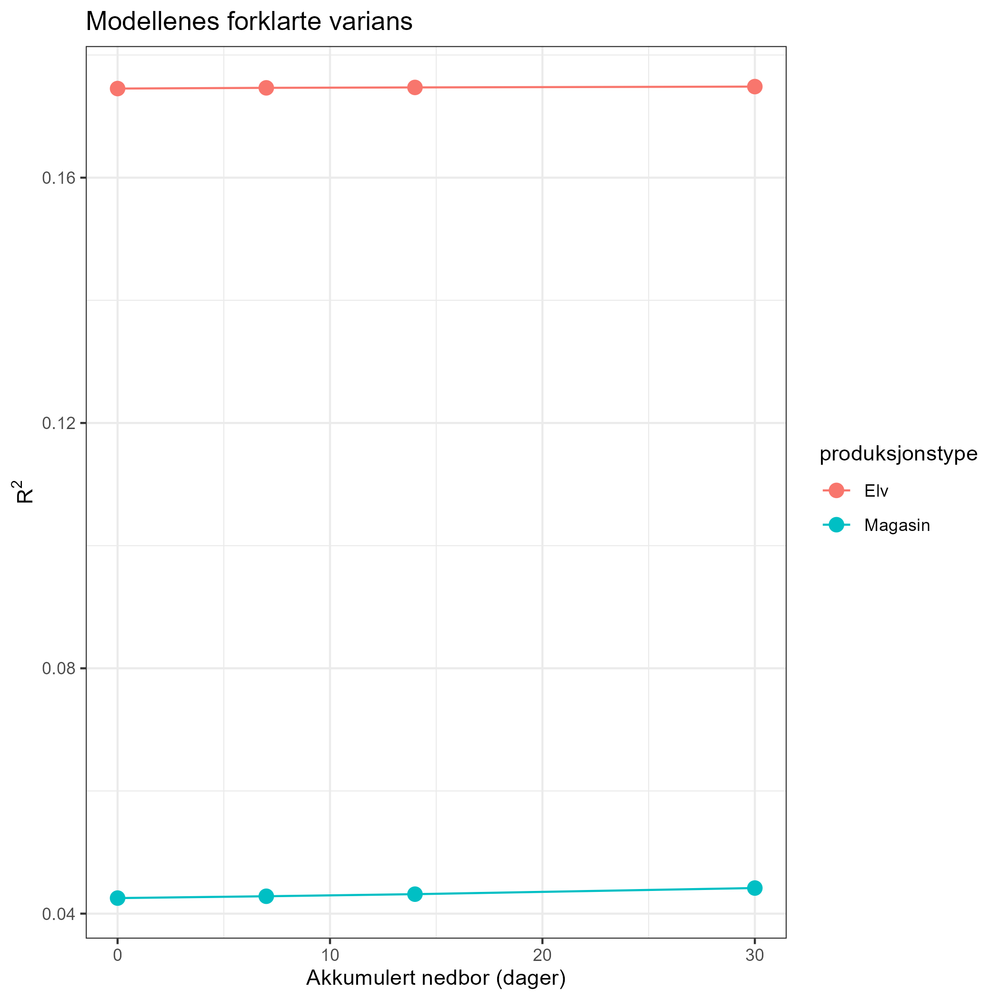 Modellenes forklarte varians
R²
0.16
0.12
0.08
0.04
0
10
20
30
Akkumulert nedbor (dager)
produksjonstype
Elv
Magasin